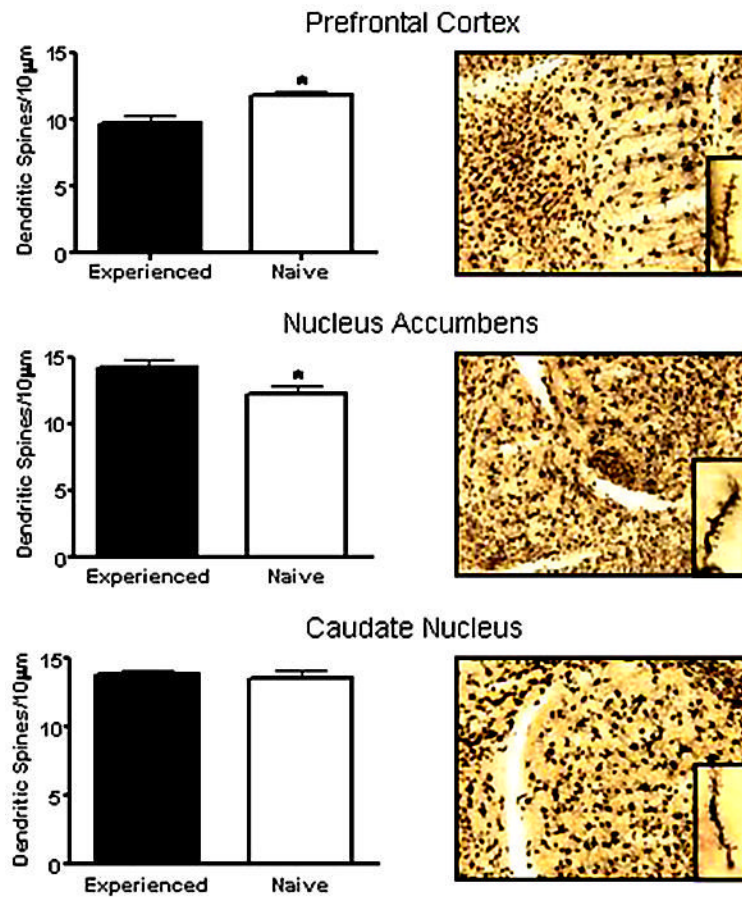 Prefrontal Cortex
Dendritic Spines/10µm
15
10
5
0
*
Experienced
Naive
Nucleus Accumbens
Dendritic Spines/10µm
15
10
5
0
*
Experienced
Naive
Caudate Nucleus
Dendritic Spines/10µm
15
10
5
0
Experienced
Naive